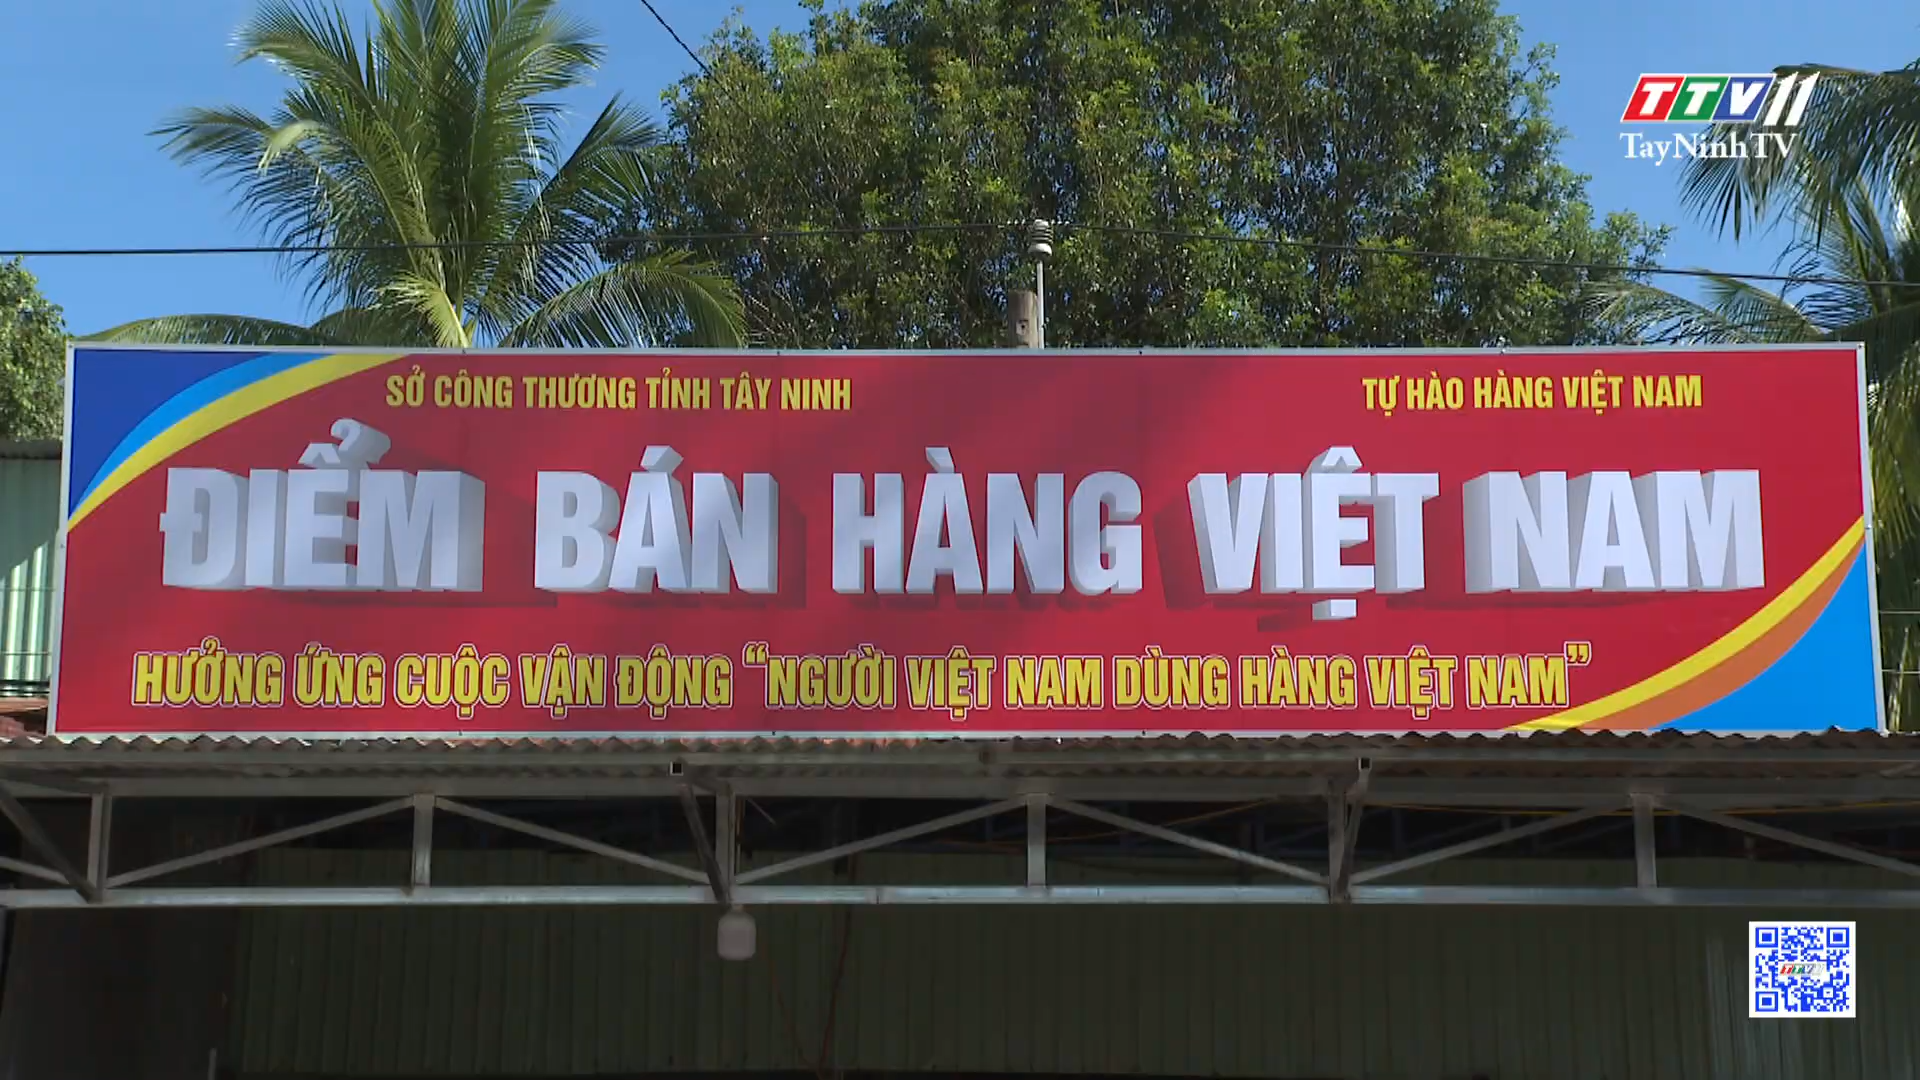 TTV11
TayNinhTV
SỞ CÔNG THƯƠNG TỈNH TÂY NINH
TỰ HÀO HÀNG VIỆT NAM
ĐIỂM BÁN HÀNG VIỆT NAM
HƯỞNG ỨNG CUỘC VẬN ĐỘNG “NGƯỜI VIỆT NAM DÙNG HÀNG VIỆT NAM”
TTV11